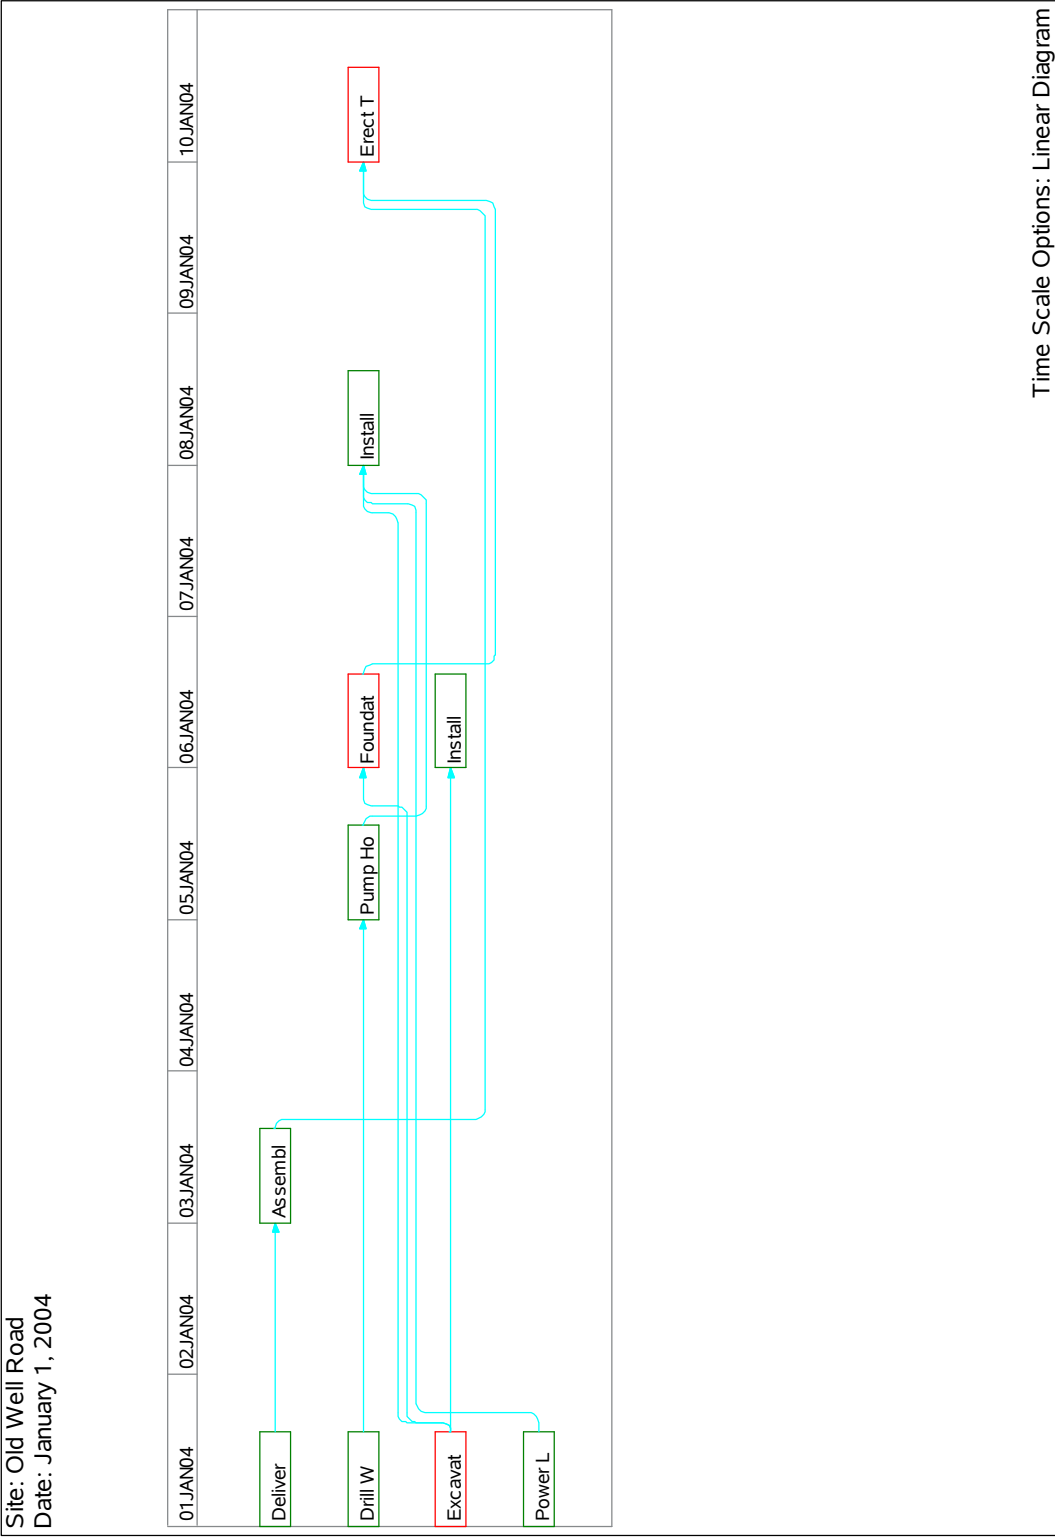 Site: Old Well Road
Date: January 1, 2004
01JAN04 02JAN04 03JAN04 04JAN04 05JAN04 06JAN04 07JAN04 08JAN04 09JAN04 10JAN04
Deliver Assembl
Drill W Pump Ho Foundat Install Erect T
Excavat Install
Power L
Time Scale Options: Linear Diagram